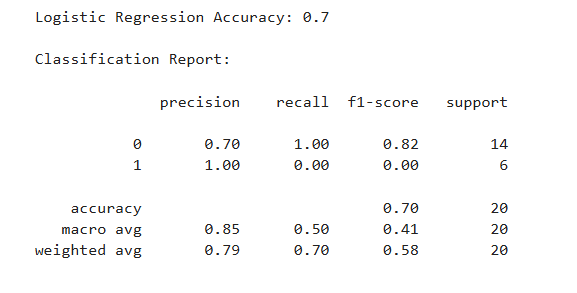 Logistic Regression Accuracy: 0.7
Classification Report:
precision recall f1-score support
0 0.70 1.00 0.82 14
1 1.00 0.00 0.00 6
accuracy 0.70 20
macro avg 0.85 0.50 0.41 20
weighted avg 0.79 0.70 0.58 20